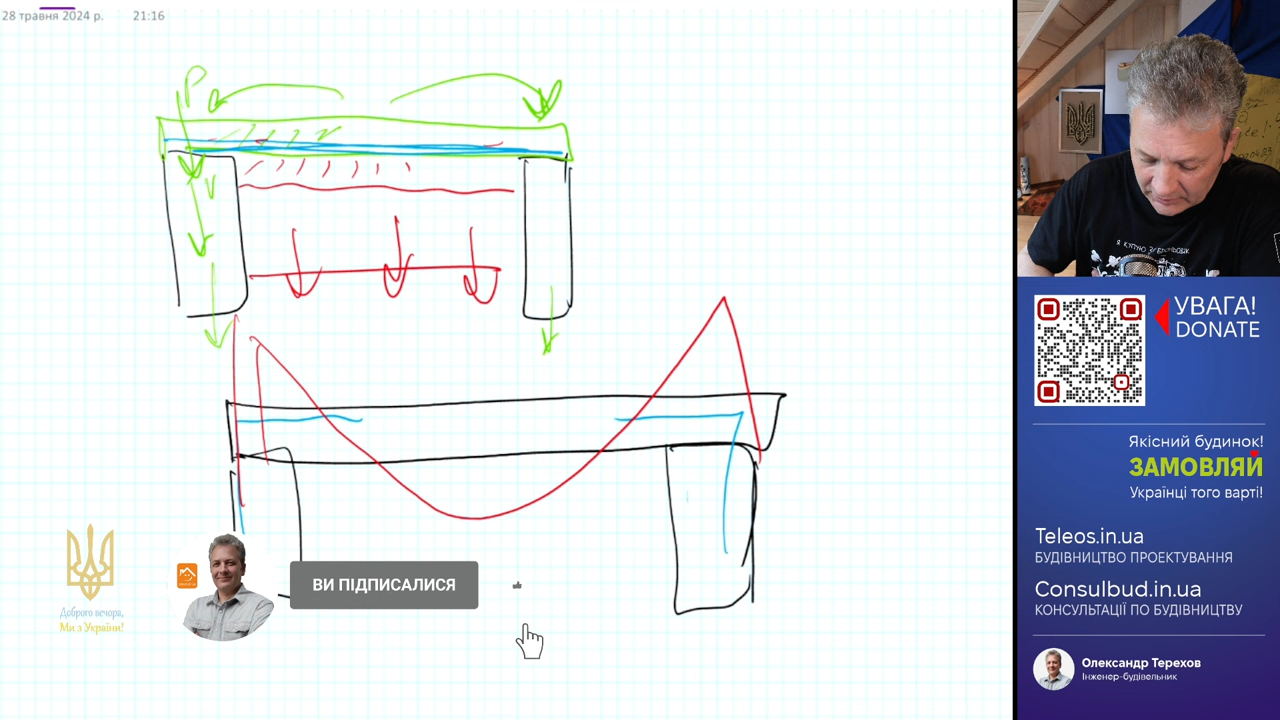 28 травня 2024 р. 21:16
P
V
Доброго вечора,
Ми з України!
ВИ ПІДПИСАЛИСЯ
УВАГА!
DONATE
Якісний будинок!
ЗАМОВЛЯЙ
Українці того варті!
Teleos.in.ua
БУДІВНИЦТВО ПРОЕКТУВАННЯ
Consulbud.in.ua
КОНСУЛЬТАЦІЇ ПО БУДІВНИЦТВУ
Олександр Терехов
Інженер-будівельник